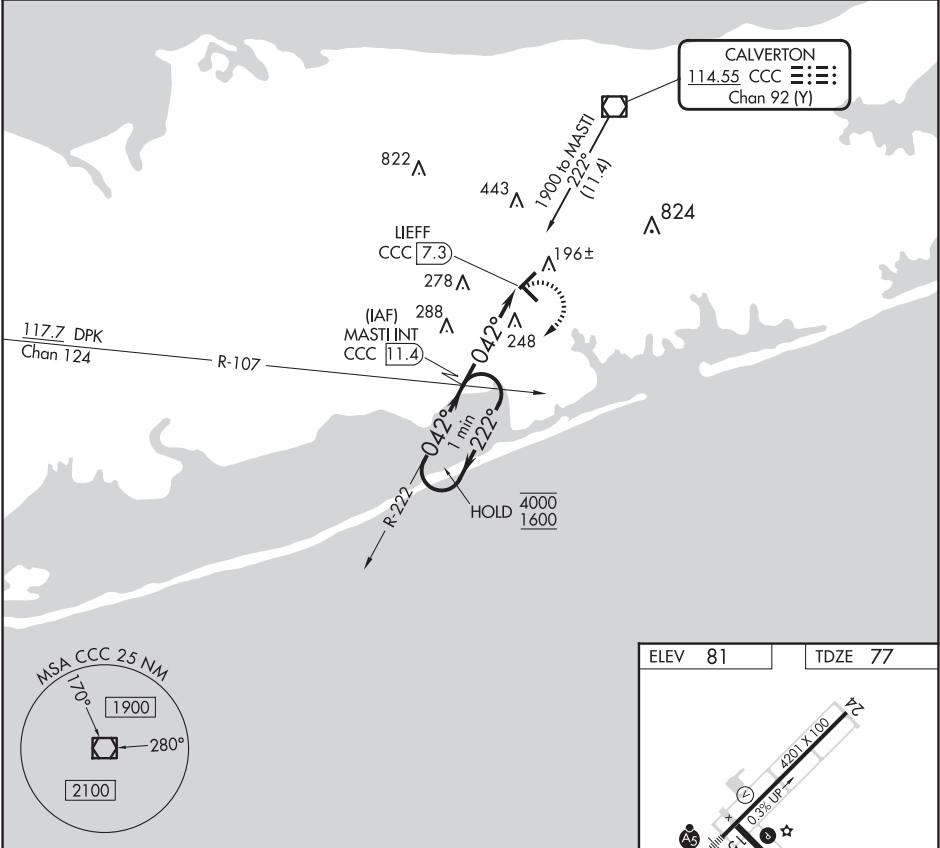 CALVERTON
114.55 CCC
Chan 92 (Y)
1900 to MASTI
222°
(11.4)
822
443
824
LIEFF
CCC 7.3
196±
278
(IAF)
MASTI INT
CCC 11.4
288
248
042°
117.7 DPK
Chan 124
R-107
042°
1 min
222°
R-222
HOLD 4000
1600
MSA CCC 25 NM
170°
1900
280°
2100
ELEV 81
TDZE 77
24
4201 X 100
0.3% UP
V
x
A5
P